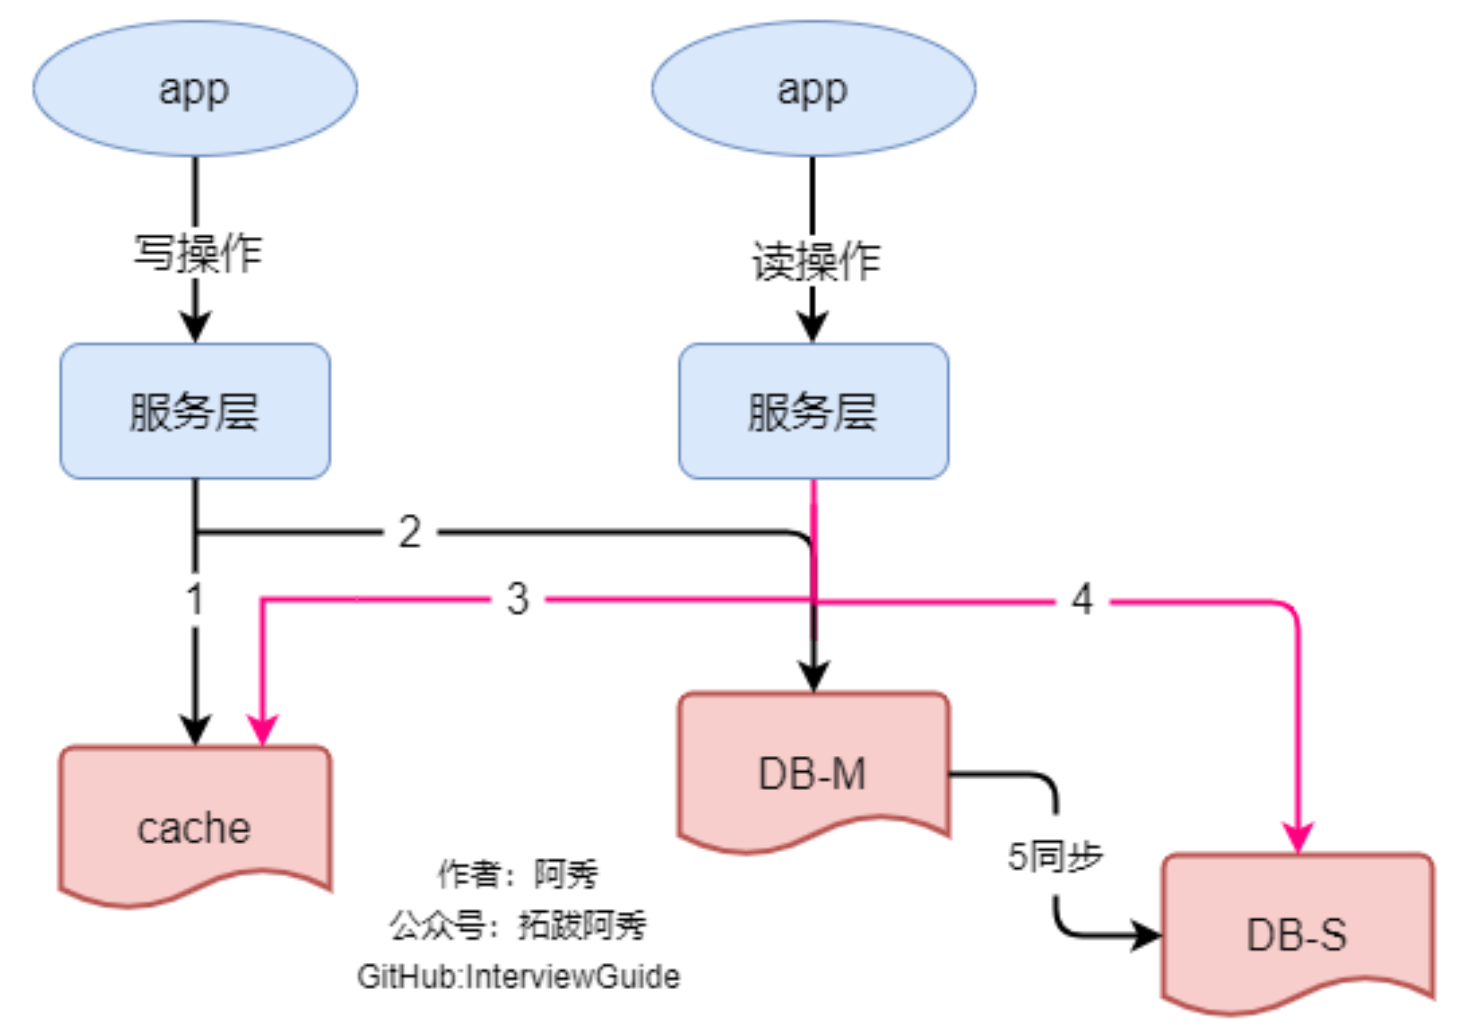 app
app
写操作
读操作
服务层
服务层
2
1
3
4
DB-M
cache
5同步
作者：阿秀
公众号：拓跋阿秀
DB-S
GitHub:InterviewGuide